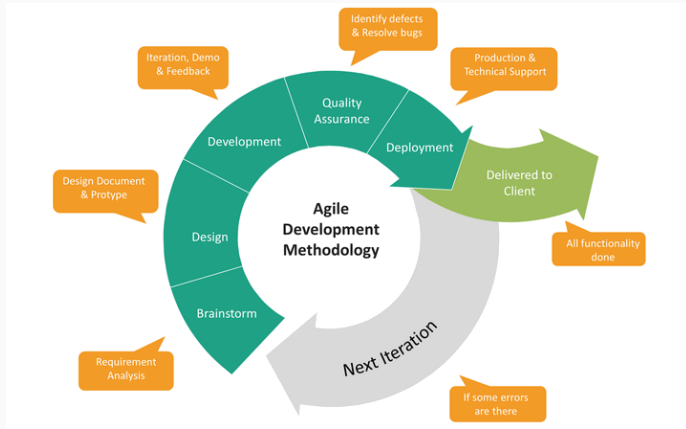 Identify defects
& Resolve bugs
Iteration, Demo
& Feedback
Production &
Technical Support
Quality
Assurance
Development
Deployment
Delivered to
Client
Design Document
& Protype
Agile
Development
Methodology
Design
All functionality
done
Brainstorm
Next Iteration
Requirement
Analysis
If some errors
are there